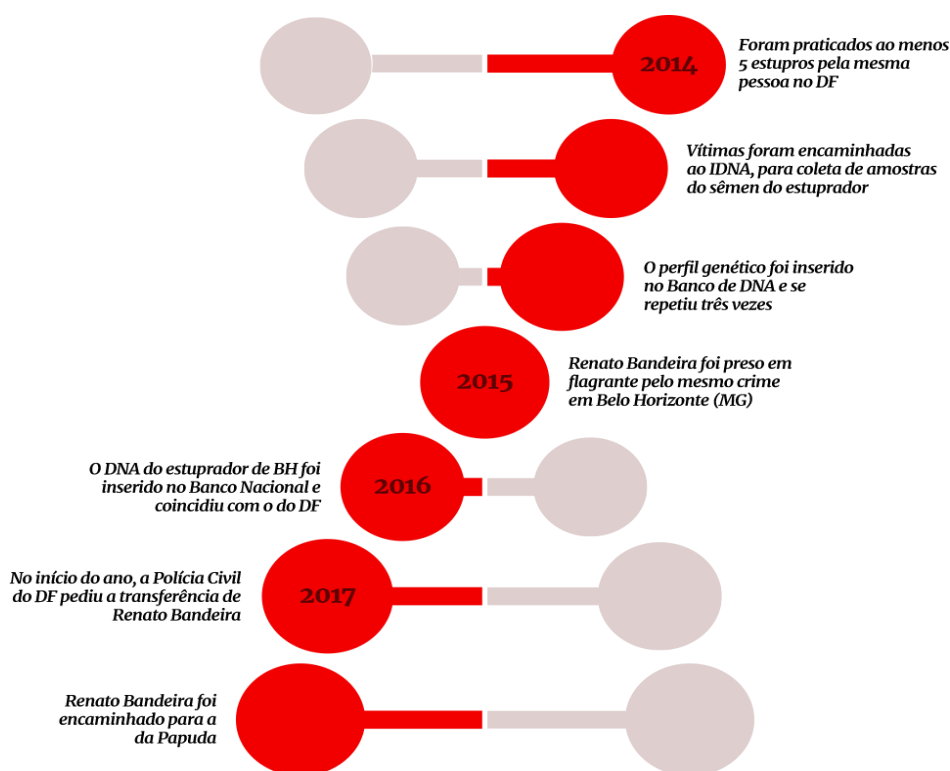 2014
Foram praticados ao menos
5 estupros pela mesma
pessoa no DF
Vítimas foram encaminhadas
ao IDNA, para coleta de amostras
do sêmen do estuprador
O perfil genético foi inserido
no Banco de DNA e se
repetiu três vezes
2015
Renato Bandeira foi preso em
flagrante pelo mesmo crime
em Belo Horizonte (MG)
O DNA do estuprador de BH foi
inserido no Banco Nacional e
coincidiu com o do DF
2016
No início do ano, a Polícia Civil
do DF pediu a transferência de
Renato Bandeira
2017
Renato Bandeira foi
encaminhado para a
da Papuda